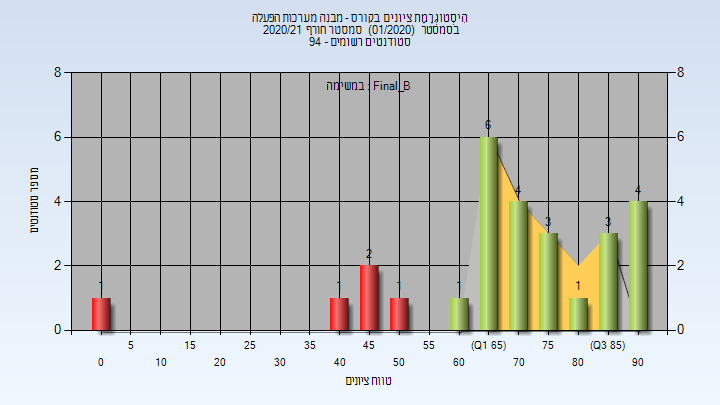 היסטוגרמת ציונים בקורס - מבנה מערכות הפעלה
בסמסטר (01/2020) סמסטר חורף 2020/21
סטודנטים רשומים - 94
במשימה : Final_B
מספר סטודנטים
8 8
6 6
4 4
2 2
0 0
1 1 2 1 1 6 4 3 1 3 4
5 15 25 35 45 55 (Q1 65) 75 (Q3 85)
0 10 20 30 40 50 60 70 80 90
טווח ציונים